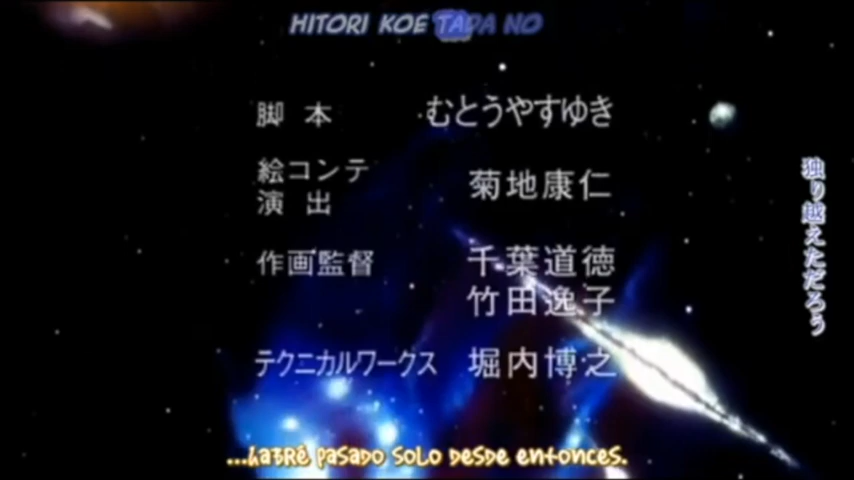 HITORI KOE TADA NO
脚本 むとうやすゆき
絵コンテ
演出 菊地康仁
作画監督 千葉道徳
竹田逸子
テクニカルワークス 堀内博之
独り越えただろう
...habré pasado solo desde entonces.